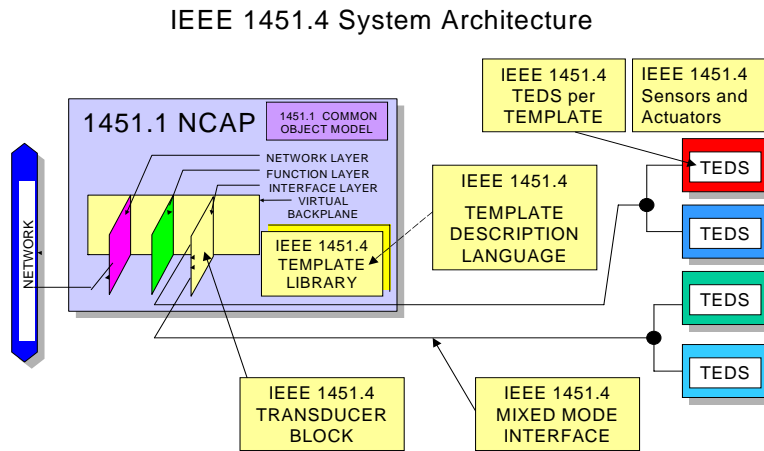 IEEE 1451.4 System Architecture
IEEE 1451.4
TEDS per
TEMPLATE
IEEE 1451.4
Sensors and
Actuators
1451.1 NCAP
1451.1 COMMON
OBJECT MODEL
NETWORK LAYER
FUNCTION LAYER
INTERFACE LAYER
VIRTUAL
BACKPLANE
IEEE 1451.4
TEMPLATE
LIBRARY
IEEE 1451.4
TEMPLATE
DESCRIPTION
LANGUAGE
TEDS
TEDS
TEDS
TEDS
NETWORK
IEEE 1451.4
TRANSDUCER
BLOCK
IEEE 1451.4
MIXED MODE
INTERFACE